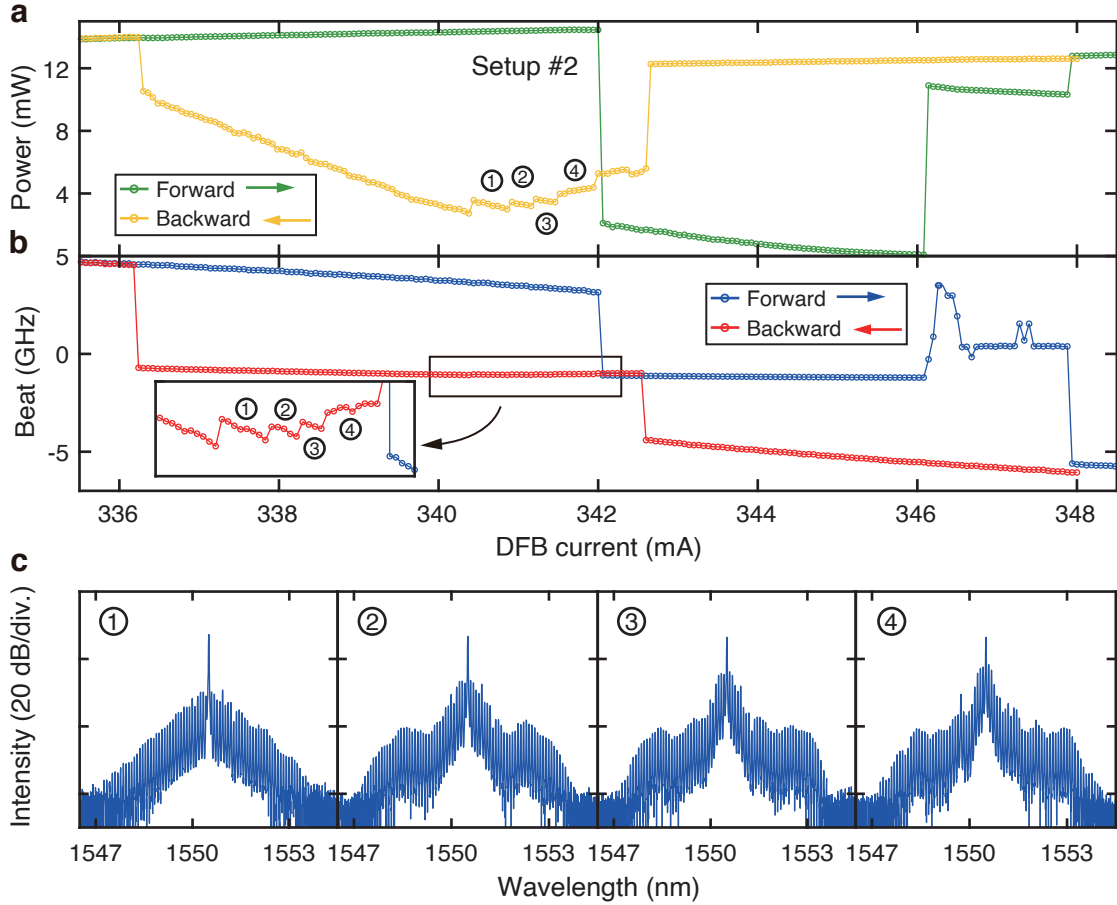 a
12
8
4
Power (mW)
Setup #2
① ② ③ ④
Forward
Backward
b
5
0
-5
Beat (GHz)
Forward
Backward
① ② ③ ④
336 338 340 342 344 346 348
DFB current (mA)
c
Intensity (20 dB/div.)
① ② ③ ④
1547 1550 1553 1547 1550 1553 1547 1550 1553 1547 1550 1553
Wavelength (nm)